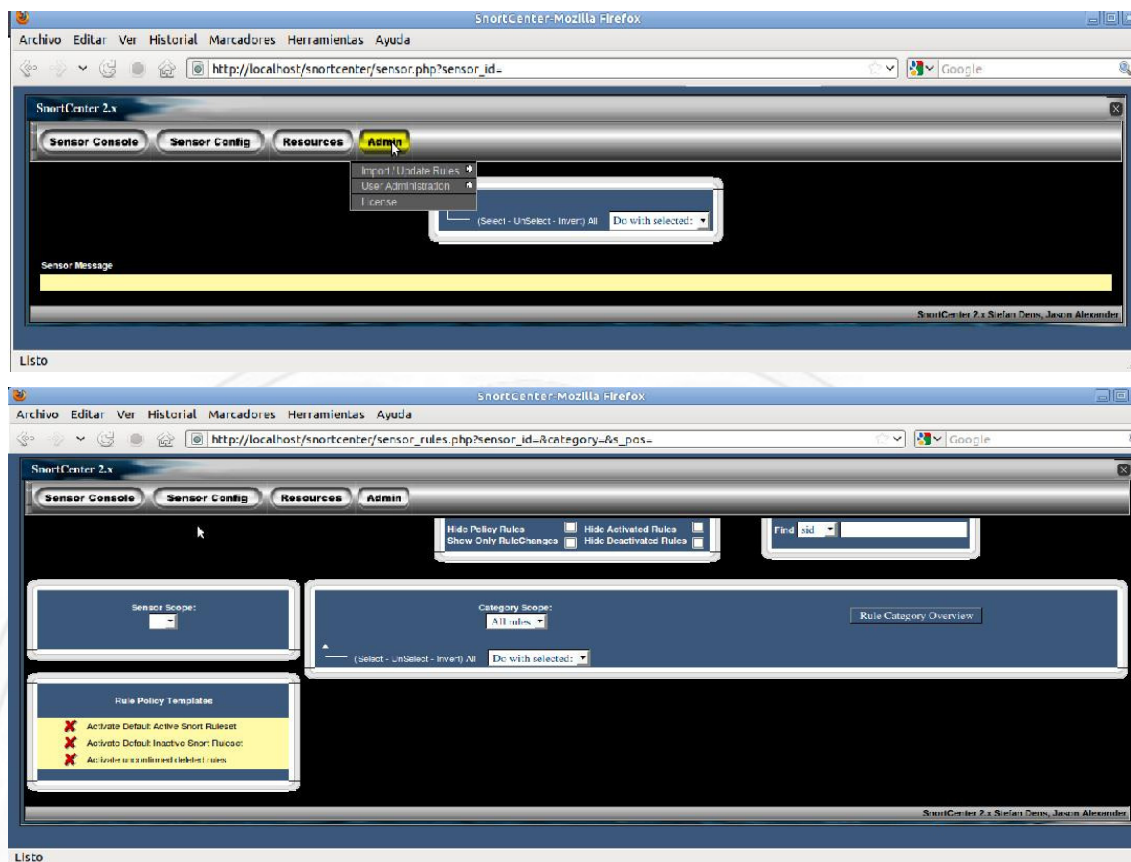 SnortCenter-Mozilla Firefox
Archivo Editar Ver Historial Marcadores Herramientas Ayuda
http://localhost/snortcenter/sensor.php?sensor_id=
Google
SnortCenter 2.x
Sensor Console Sensor Config Resources Admin
Import / Update Rules
User Administration
License
(Select - UnSelect - Invert) All Do with selected:
Sensor Message
SnortCenter 2.x Stefan Dens, Jason Alexander
Listo
SnortCenter-Mozilla Firefox
Archivo Editar Ver Historial Marcadores Herramientas Ayuda
http://localhost/snortcenter/sensor_rules.php?sensor_id=&category=&s_pos=
Google
SnortCenter 2.x
Sensor Console Sensor Config Resources Admin
Hide Policy Rules Hide Activated Rules
Show Only RuleChanges Hide Deactivated Rules
Find sid
Sensor Scope:
Category Scope:
All rules
Rule Category Overview
(Select - UnSelect - Invert) All Do with selected:
Rule Policy Templates
Activate Default Active Snort Ruleset
Activate Default Inactive Snort Ruleset
Activate unconfirmed deleted rules
SnortCenter 2.x Stefan Dens, Jason Alexander
Listo